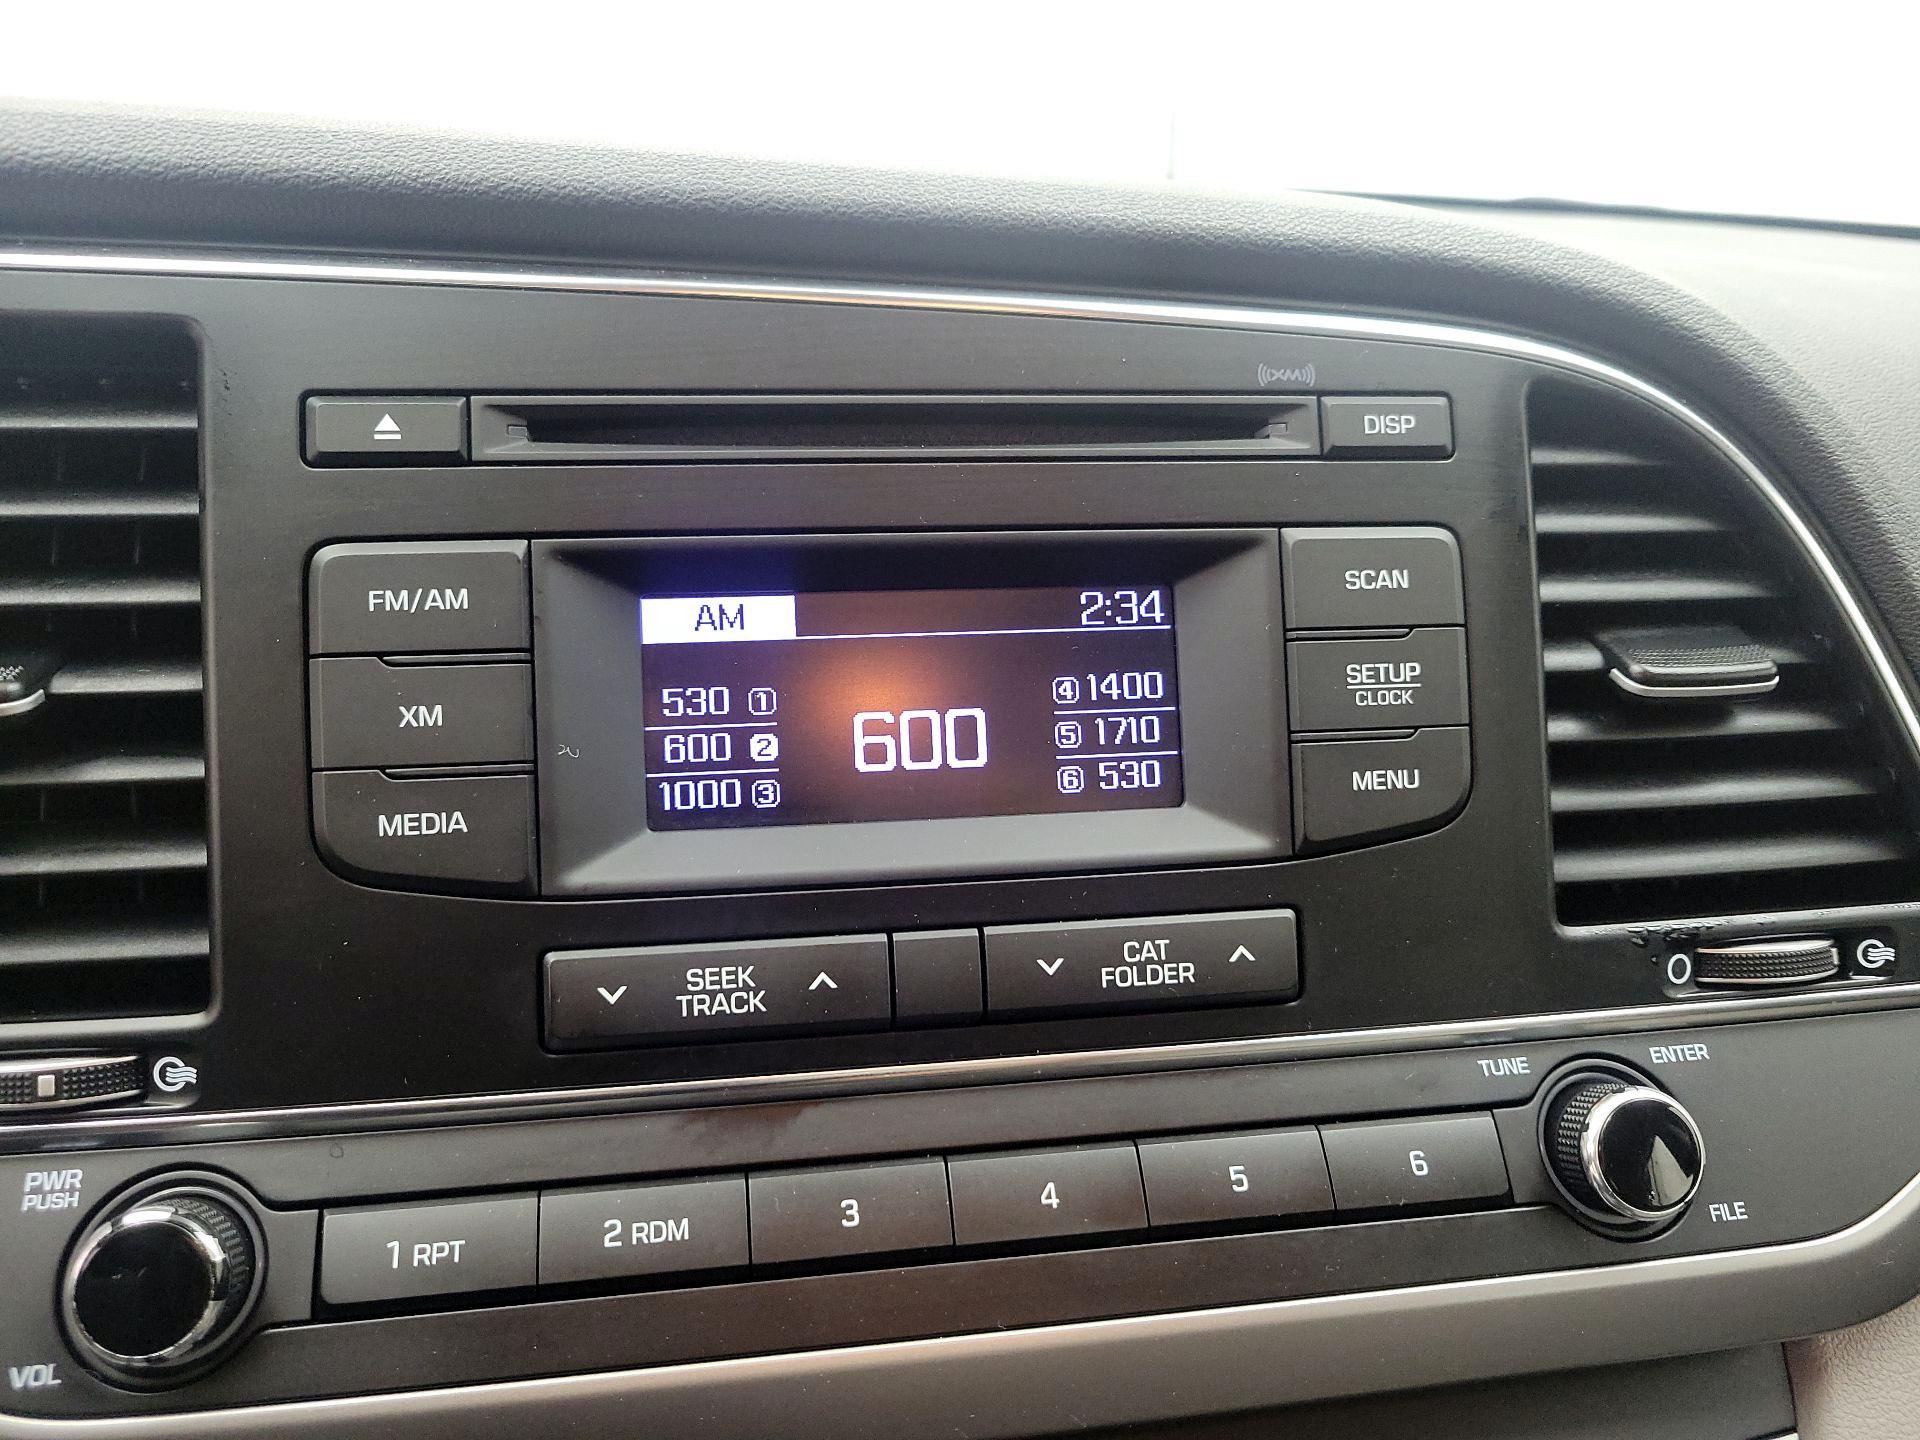 XM
DISP
FM/AM
XM
MEDIA
AM 2:34
530 1
600 2
1000 3
600
4 1400
5 1710
6 530
SCAN
SETUP
CLOCK
MENU
SEEK
TRACK
CAT
FOLDER
PWR
PUSH
VOL
1 RPT
2 RDM
3
4
5
6
TUNE
ENTER
FILE